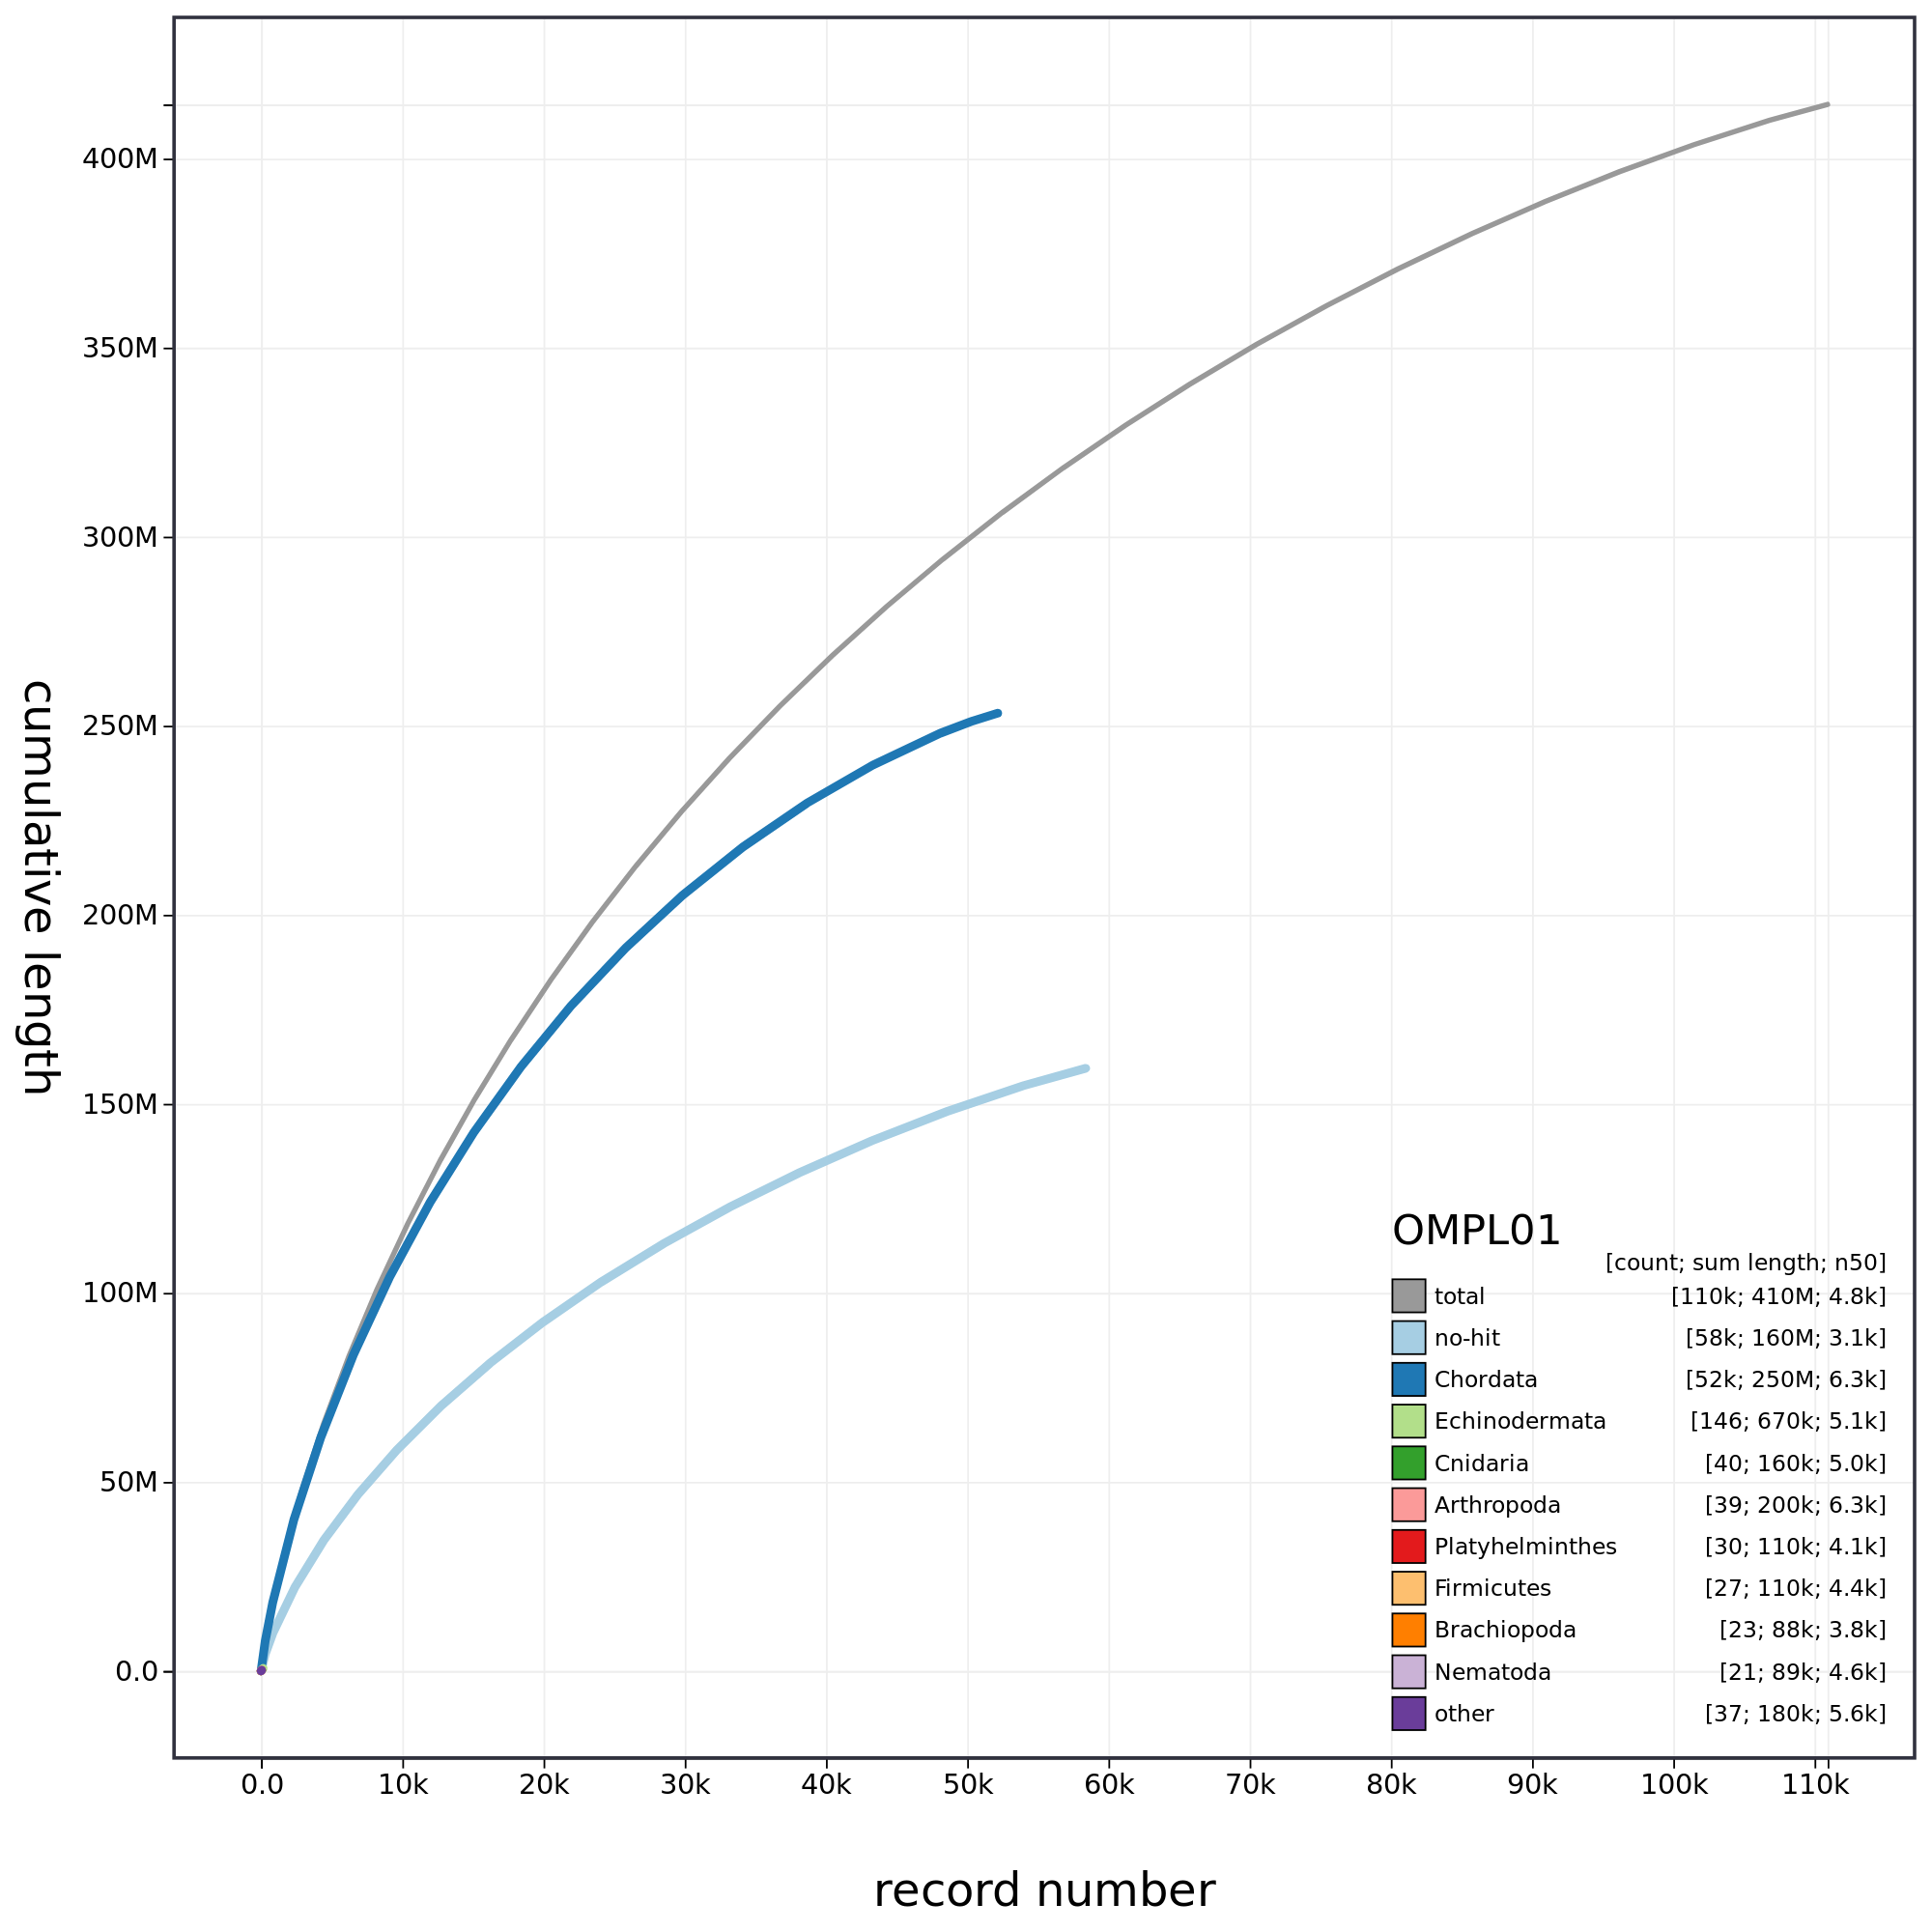 400M
350M
300M
250M
200M
150M
100M
50M
0.0
cumulative length
OMPL01
[count; sum length; n50]
total [110k; 410M; 4.8k]
no-hit [58k; 160M; 3.1k]
Chordata [52k; 250M; 6.3k]
Echinodermata [146; 670k; 5.1k]
Cnidaria [40; 160k; 5.0k]
Arthropoda [39; 200k; 6.3k]
Platyhelminthes [30; 110k; 4.1k]
Firmicutes [27; 110k; 4.4k]
Brachiopoda [23; 88k; 3.8k]
Nematoda [21; 89k; 4.6k]
other [37; 180k; 5.6k]
0.0 10k 20k 30k 40k 50k 60k 70k 80k 90k 100k 110k
record number